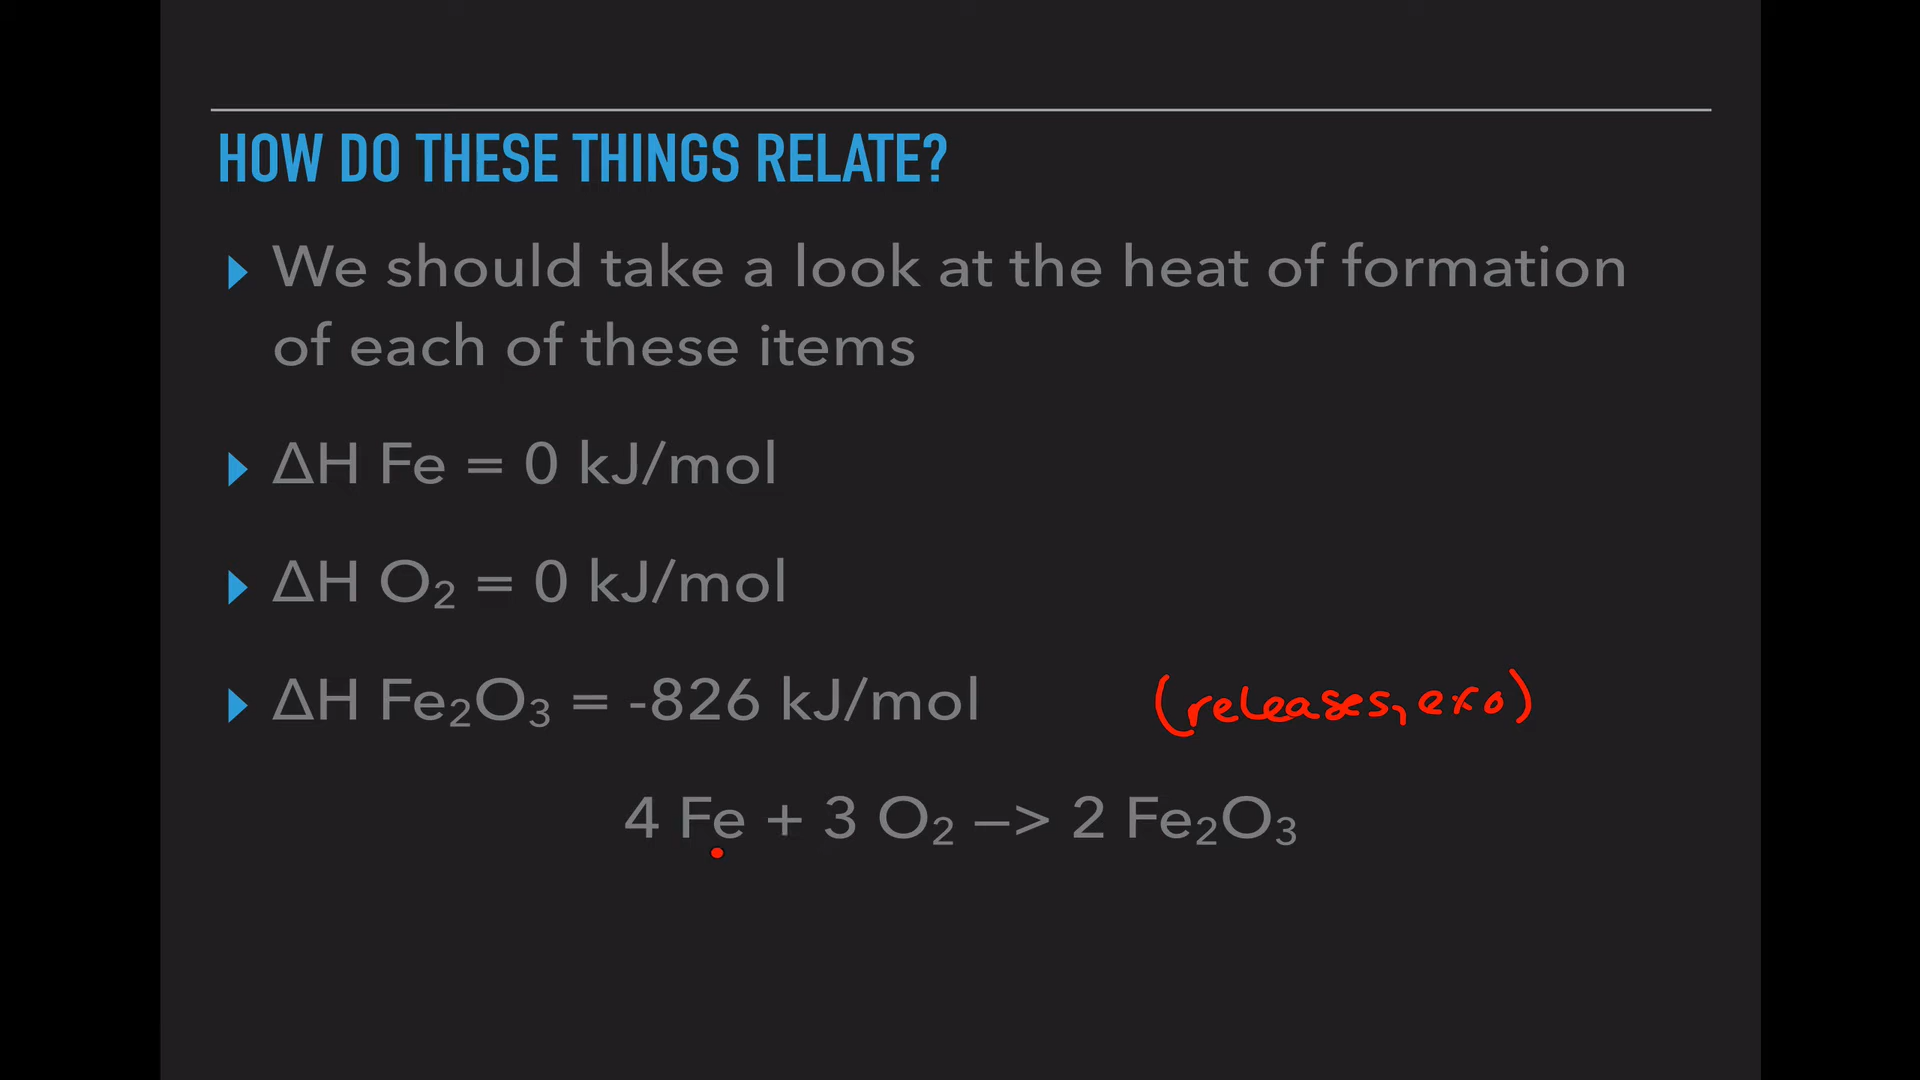 HOW DO THESE THINGS RELATE?
We should take a look at the heat of formation
of each of these items
ΔH Fe = 0 kJ/mol
ΔH O₂ = 0 kJ/mol
ΔH Fe₂O₃ = -826 kJ/mol (releases, exo)
4 Fe + 3 O₂ —> 2 Fe₂O₃